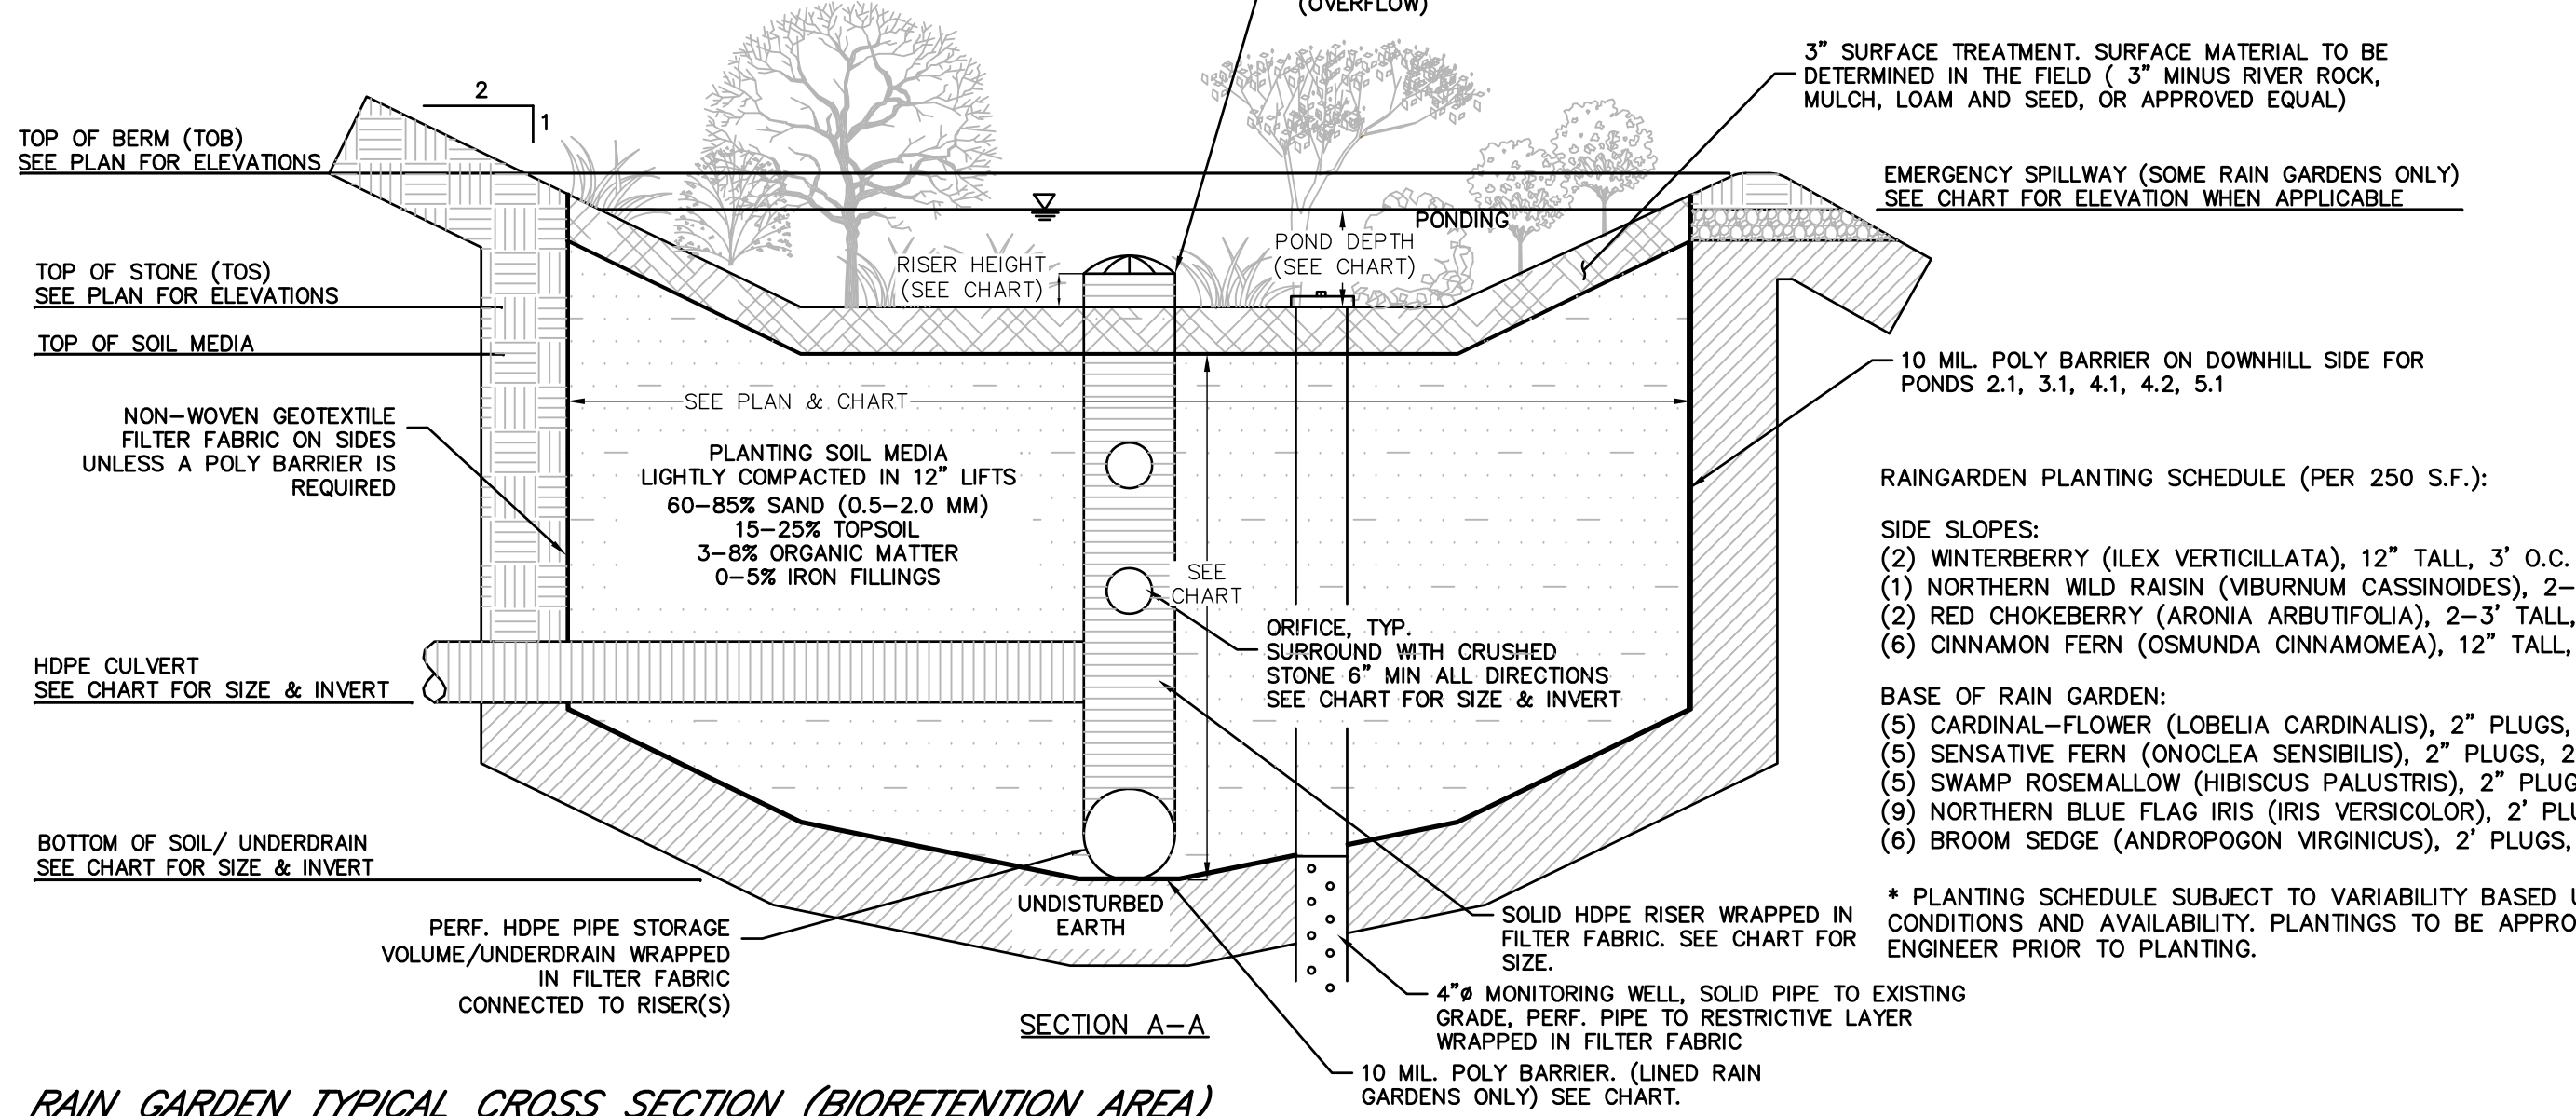 (OVERFLOW)
3" SURFACE TREATMENT. SURFACE MATERIAL TO BE
DETERMINED IN THE FIELD ( 3" MINUS RIVER ROCK,
MULCH, LOAM AND SEED, OR APPROVED EQUAL)
2
1
TOP OF BERM (TOB)
SEE PLAN FOR ELEVATIONS
EMERGENCY SPILLWAY (SOME RAIN GARDENS ONLY)
SEE CHART FOR ELEVATION WHEN APPLICABLE
PONDING
POND DEPTH
(SEE CHART)
RISER HEIGHT
(SEE CHART)
TOP OF STONE (TOS)
SEE PLAN FOR ELEVATIONS
TOP OF SOIL MEDIA
10 MIL. POLY BARRIER ON DOWNHILL SIDE FOR
PONDS 2.1, 3.1, 4.1, 4.2, 5.1
SEE PLAN & CHART
NON-WOVEN GEOTEXTILE
FILTER FABRIC ON SIDES
UNLESS A POLY BARRIER IS
REQUIRED
PLANTING SOIL MEDIA
LIGHTLY COMPACTED IN 12" LIFTS
60-85% SAND (0.5-2.0 MM)
15-25% TOPSOIL
3-8% ORGANIC MATTER
0-5% IRON FILLINGS
SEE
CHART
ORIFICE, TYP.
SURROUND WITH CRUSHED
STONE 6" MIN ALL DIRECTIONS
SEE CHART FOR SIZE & INVERT
HDPE CULVERT
SEE CHART FOR SIZE & INVERT
RAINGARDEN PLANTING SCHEDULE (PER 250 S.F.):
SIDE SLOPES:
(2) WINTERBERRY (ILEX VERTICILLATA), 12" TALL, 3' O.C.
(1) NORTHERN WILD RAISIN (VIBURNUM CASSINOIDES), 2-
(2) RED CHOKEBERRY (ARONIA ARBUTIFOLIA), 2-3' TALL,
(6) CINNAMON FERN (OSMUNDA CINNAMOMEA), 12" TALL,
BASE OF RAIN GARDEN:
(5) CARDINAL-FLOWER (LOBELIA CARDINALIS), 2" PLUGS,
(5) SENSATIVE FERN (ONOCLEA SENSIBILIS), 2" PLUGS, 2
(5) SWAMP ROSEMALLOW (HIBISCUS PALUSTRIS), 2" PLUG
(9) NORTHERN BLUE FLAG IRIS (IRIS VERSICOLOR), 2' PLU
(6) BROOM SEDGE (ANDROPOGON VIRGINICUS), 2' PLUGS,
* PLANTING SCHEDULE SUBJECT TO VARIABILITY BASED U
CONDITIONS AND AVAILABILITY. PLANTINGS TO BE APPRO
ENGINEER PRIOR TO PLANTING.
BOTTOM OF SOIL/ UNDERDRAIN
SEE CHART FOR SIZE & INVERT
UNDISTURBED
EARTH
PERF. HDPE PIPE STORAGE
VOLUME/UNDERDRAIN WRAPPED
IN FILTER FABRIC
CONNECTED TO RISER(S)
SOLID HDPE RISER WRAPPED IN
FILTER FABRIC. SEE CHART FOR
SIZE.
4"ø MONITORING WELL, SOLID PIPE TO EXISTING
GRADE, PERF. PIPE TO RESTRICTIVE LAYER
WRAPPED IN FILTER FABRIC
10 MIL. POLY BARRIER. (LINED RAIN
GARDENS ONLY) SEE CHART.
SECTION A-A
RAIN GARDEN TYPICAL CROSS SECTION (BIORETENTION AREA)